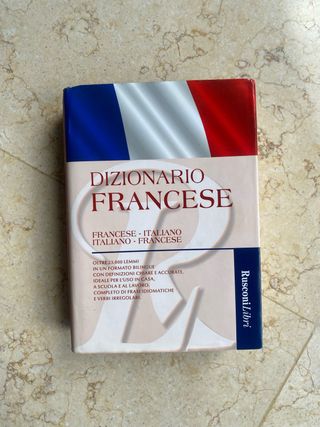 DIZIONARIO
FRANCESE
FRANCESE - ITALIANO
ITALIANO - FRANCESE
OLTRE 25.000 LEMMI
IN UN FORMATO BILINGUE
CON DEFINIZIONI CHIARE E ACCURATE,
IDEALE PER L'USO IN CASA,
A SCUOLA E AL LAVORO.
COMPLETO DI FRASI IDIOMATICHE
E VERBI IRREGOLARI.
RusconiLibri